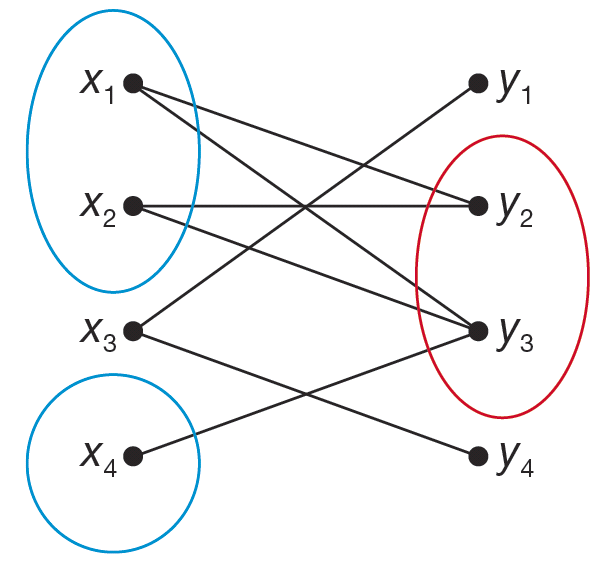 x₁ y₁
x₂ y₂
x₃ y₃
x₄ y₄